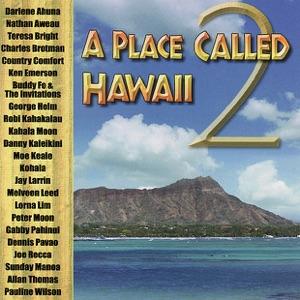 Darlene Ahuna
Nathan Aweau
Teresa Bright
Charles Brotman
Country Comfort
Ken Emerson
Buddy Fo &
The Invitations
George Helm
Robi Kahakalau
Kahala Moon
Danny Kaleikini
Moe Keale
Kohala
Jay Larrin
Melveen Leed
Lorna Lim
Peter Moon
Gabby Pahinui
Dennis Pavao
Joe Recca
Sunday Manoa
Allan Thomas
Pauline Wilson
A PLACE CALLED
HAWAII
2